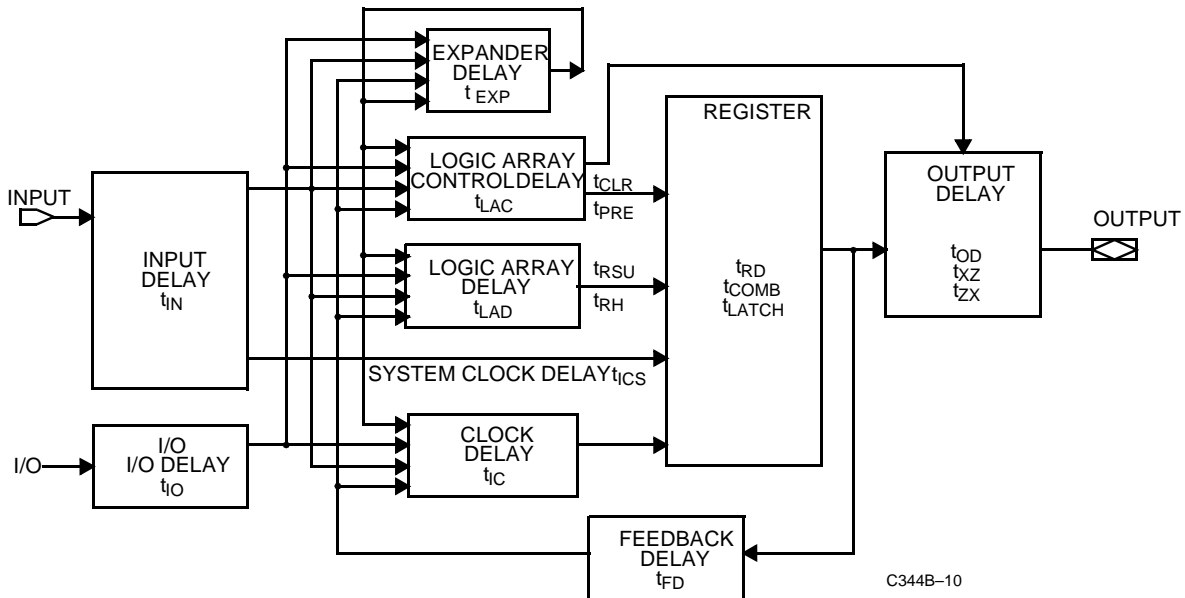 EXPANDER
DELAY
t EXP
REGISTER
LOGIC ARRAY
CONTROLDELAY
tLAC
tCLR
tPRE
OUTPUT
DELAY
tOD
tXZ
tZX
INPUT
OUTPUT
INPUT
DELAY
tIN
LOGIC ARRAY
DELAY
tLAD
tRSU
tRH
tRD
tCOMB
tLATCH
SYSTEM CLOCK DELAYtICS
I/O
I/O
I/O DELAY
tIO
CLOCK
DELAY
tIC
FEEDBACK
DELAY
tFD
C344B–10